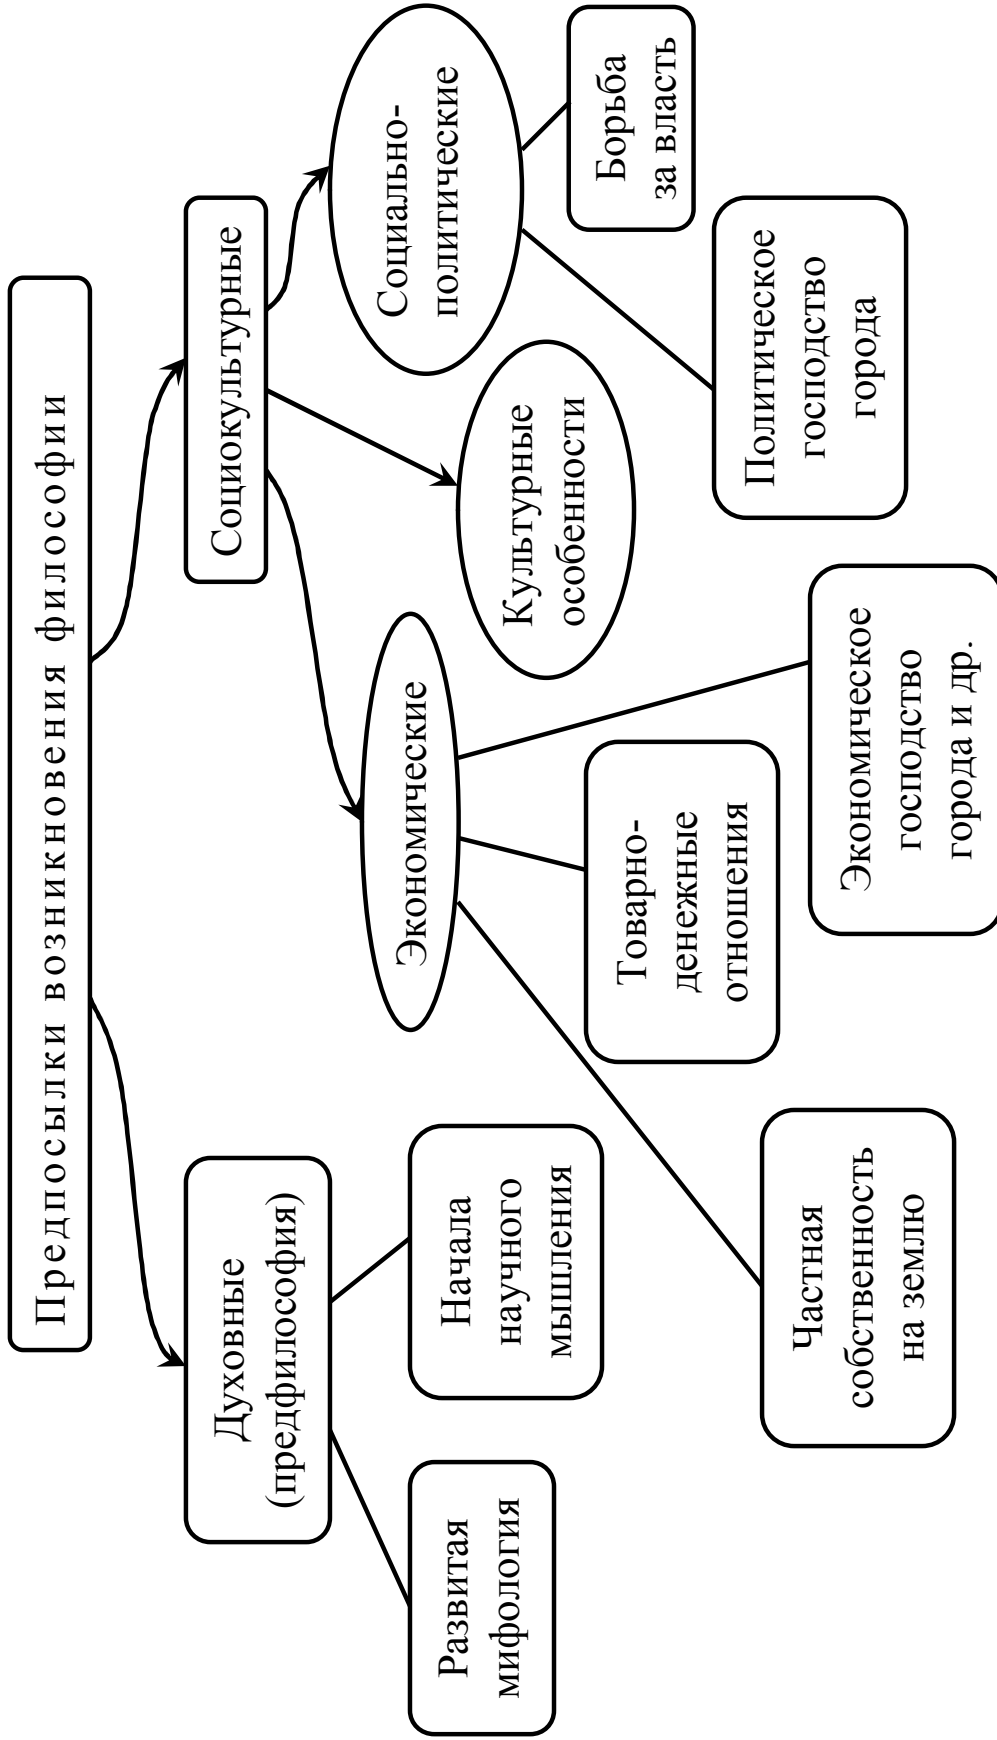 Предпосылки возникновения философии
Духовные
(предфилософия)
Социокультурные
Развитая
мифология
Начала
научного
мышления
Экономические
Культурные
особенности
Социально-
политические
Частная
собственность
на землю
Товарно-
денежные
отношения
Экономическое
господство
города и др.
Политическое
господство
города
Борьба
за власть